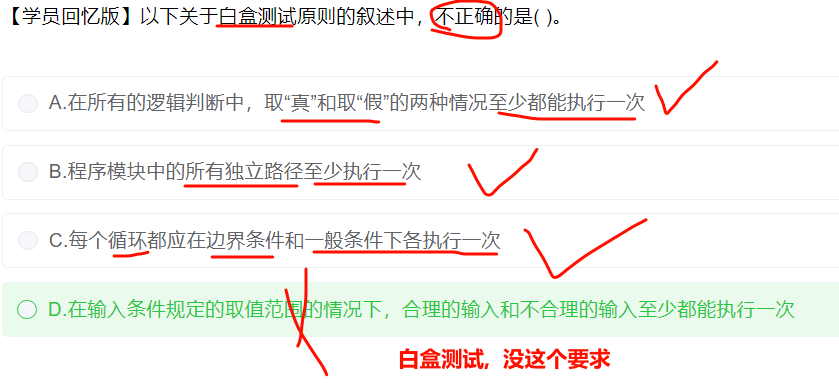 【学员回忆版】以下关于白盒测试原则的叙述中，不正确的是( )。
A.在所有的逻辑判断中，取“真”和取“假”的两种情况至少都能执行一次
B.程序模块中的所有独立路径至少执行一次
C.每个循环都应在边界条件和一般条件下各执行一次
D.在输入条件规定的取值范围的情况下，合理的输入和不合理的输入至少都能执行一次
白盒测试，没这个要求